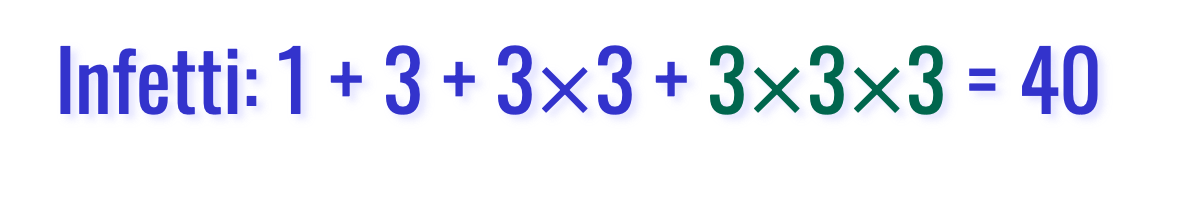 Infetti: 1 + 3 + 3×3 + 3×3×3 = 40